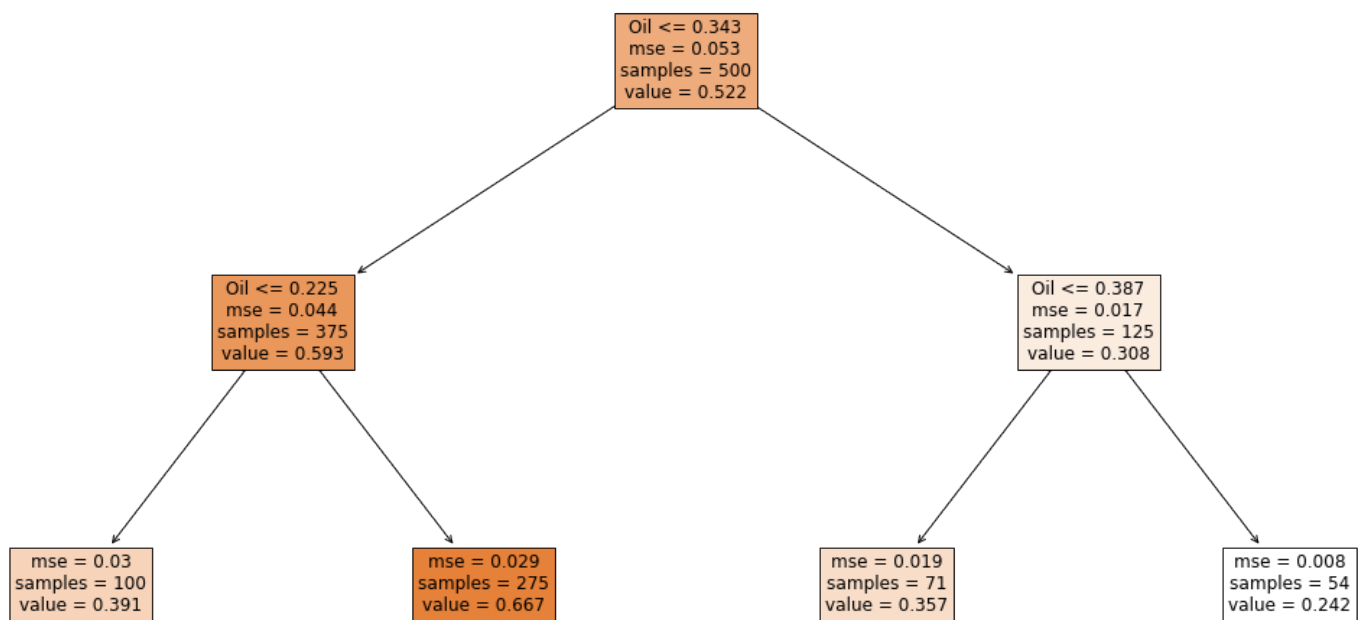 Oil <= 0.343
mse = 0.053
samples = 500
value = 0.522
Oil <= 0.225
mse = 0.044
samples = 375
value = 0.593
Oil <= 0.387
mse = 0.017
samples = 125
value = 0.308
mse = 0.03
samples = 100
value = 0.391
mse = 0.029
samples = 275
value = 0.667
mse = 0.019
samples = 71
value = 0.357
mse = 0.008
samples = 54
value = 0.242